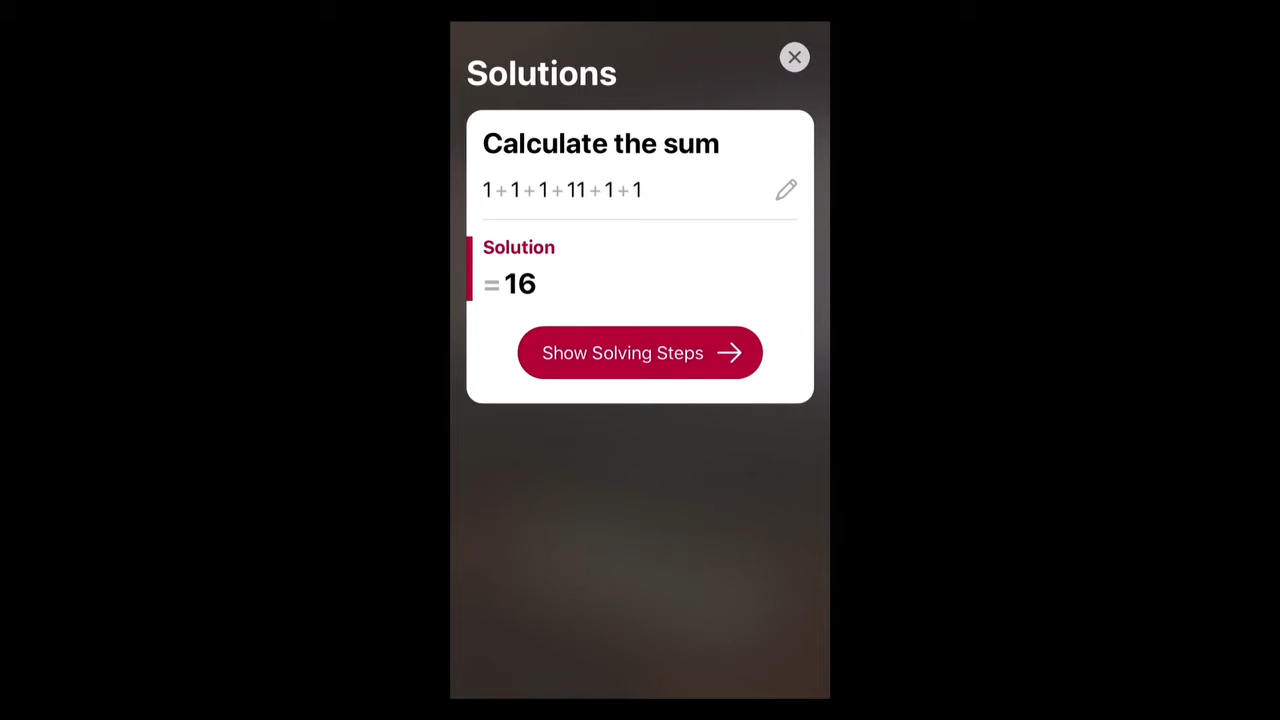 Solutions
Calculate the sum
1+1+1+11+1+1
Solution
=16
Show Solving Steps